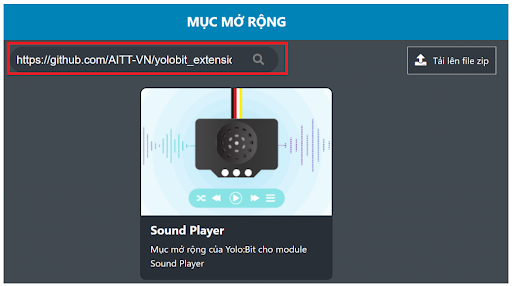 MỤC MỞ RỘNG
https://github.com/AITT-VN/yolobit_extensio
Tải lên file zip
Sound Player
Mục mở rộng của Yolo:Bit cho module
Sound Player